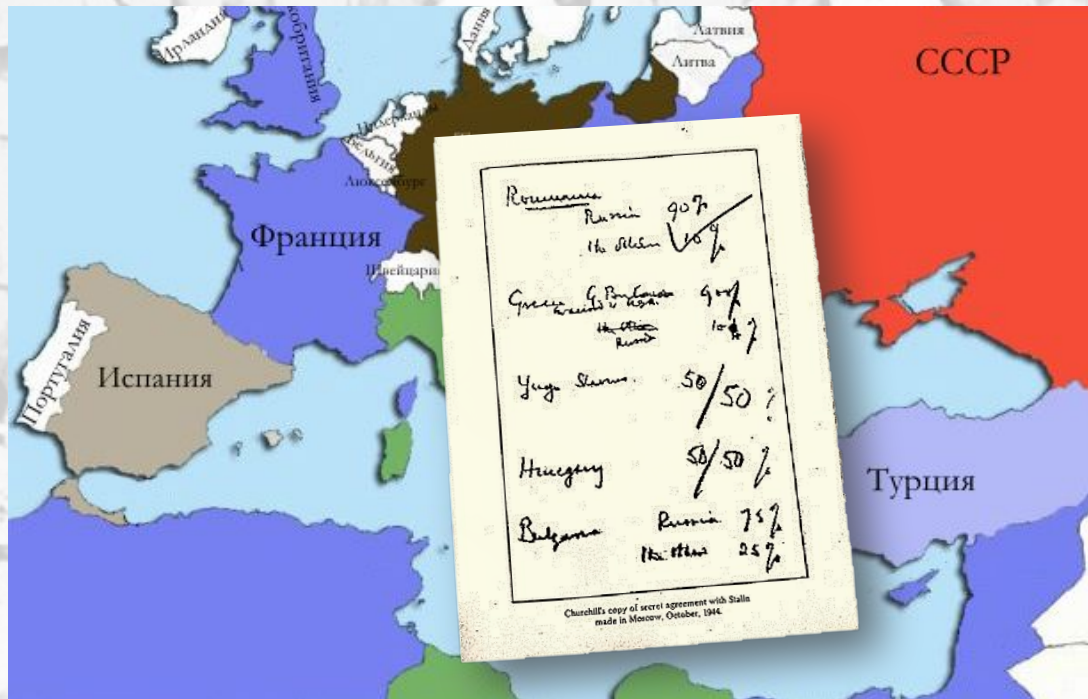 Ирландия
кобритания
Дания
Латвия
Литва
СССР
Нидерланды
Бельгия
Люксембург
Франция
Швейцария
Португалия
Испания
Турция
Roumania
Russia 90%
The others 10%
Greece G. Britain 90%
in accord with USA
Russia 10%
Yugo Slavia 50/50 %
Hungary 50/50 %
Bulgaria Russia 75%
The others 25%
Churchill's copy of secret agreement with Stalin
made in Moscow, October, 1944.